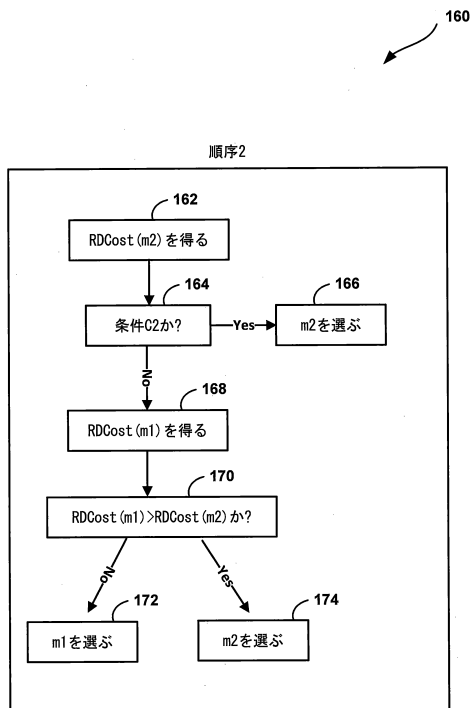 160
順序2
162
RDCost(m2)を得る
164
条件C2か?
Yes
166
m2を選ぶ
No
168
RDCost(m1)を得る
170
RDCost(m1)>RDCost(m2)か?
No
Yes
172
m1を選ぶ
174
m2を選ぶ